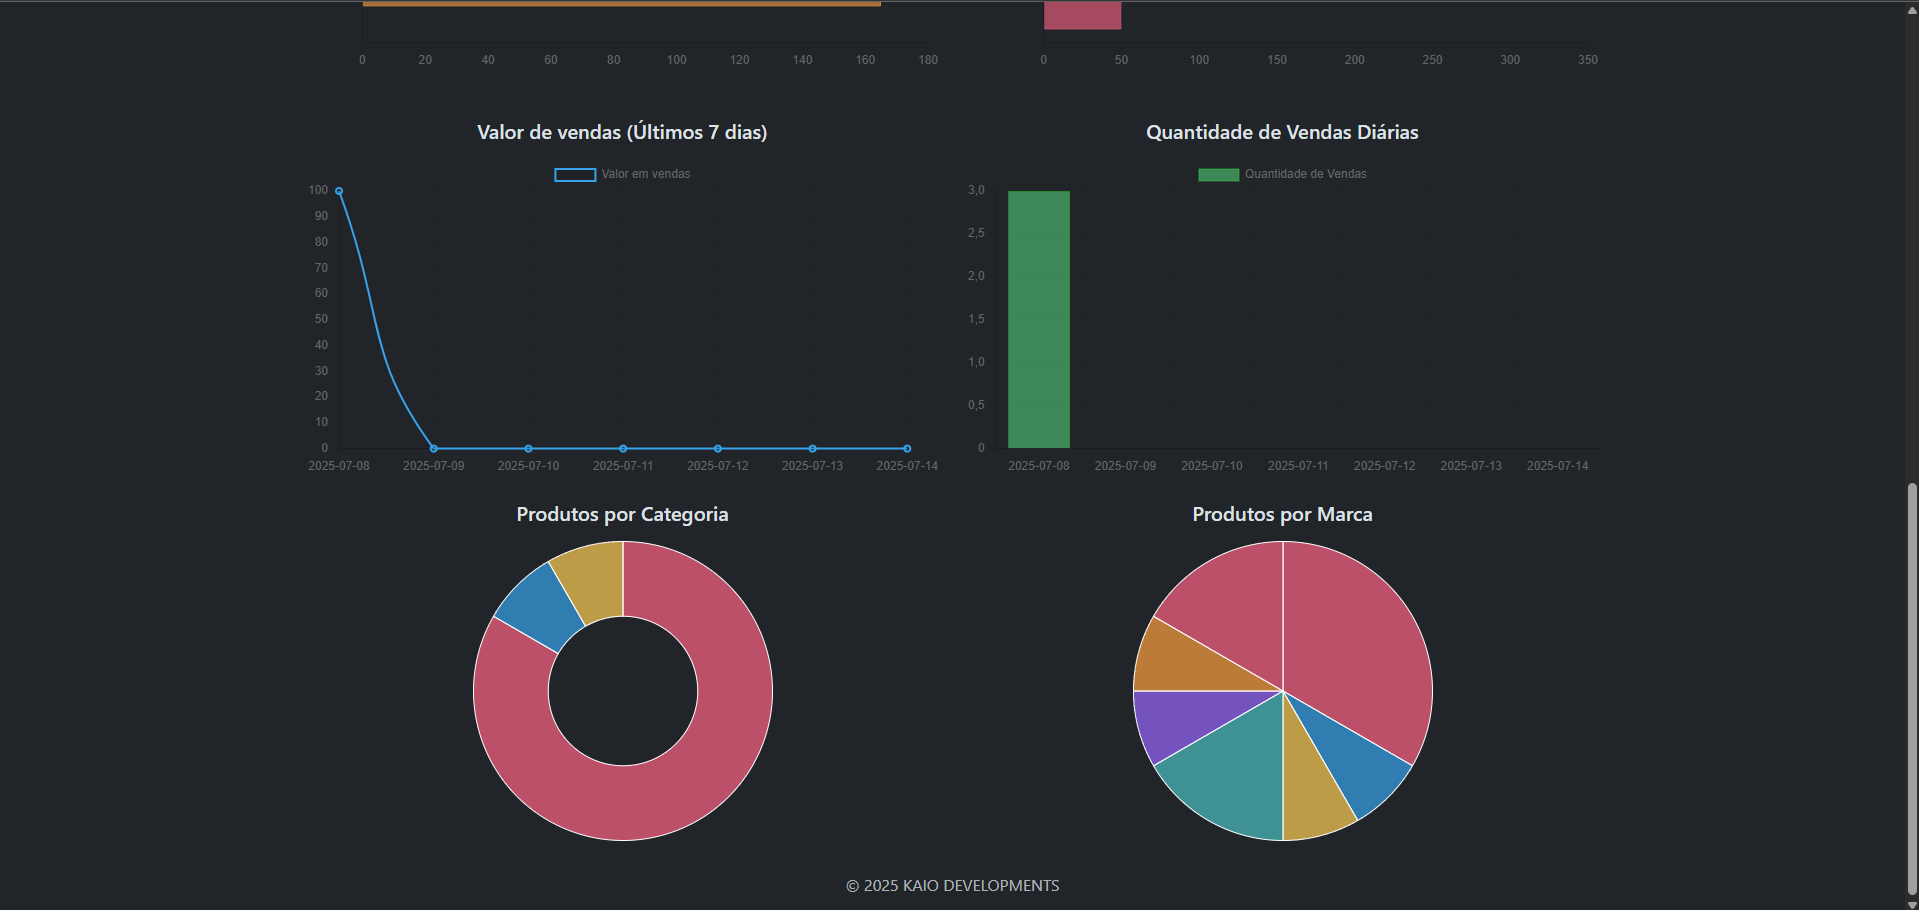 0 20 40 60 80 100 120 140 160 180
0 50 100 150 200 250 300 350
Valor de vendas (Últimos 7 dias)
Valor em vendas
100
90
80
70
60
50
40
30
20
10
0
2025-07-08 2025-07-09 2025-07-10 2025-07-11 2025-07-12 2025-07-13 2025-07-14
Quantidade de Vendas Diárias
Quantidade de Vendas
3,0
2,5
2,0
1,5
1,0
0,5
0
2025-07-08 2025-07-09 2025-07-10 2025-07-11 2025-07-12 2025-07-13 2025-07-14
Produtos por Categoria
Produtos por Marca
© 2025 KAIO DEVELOPMENTS